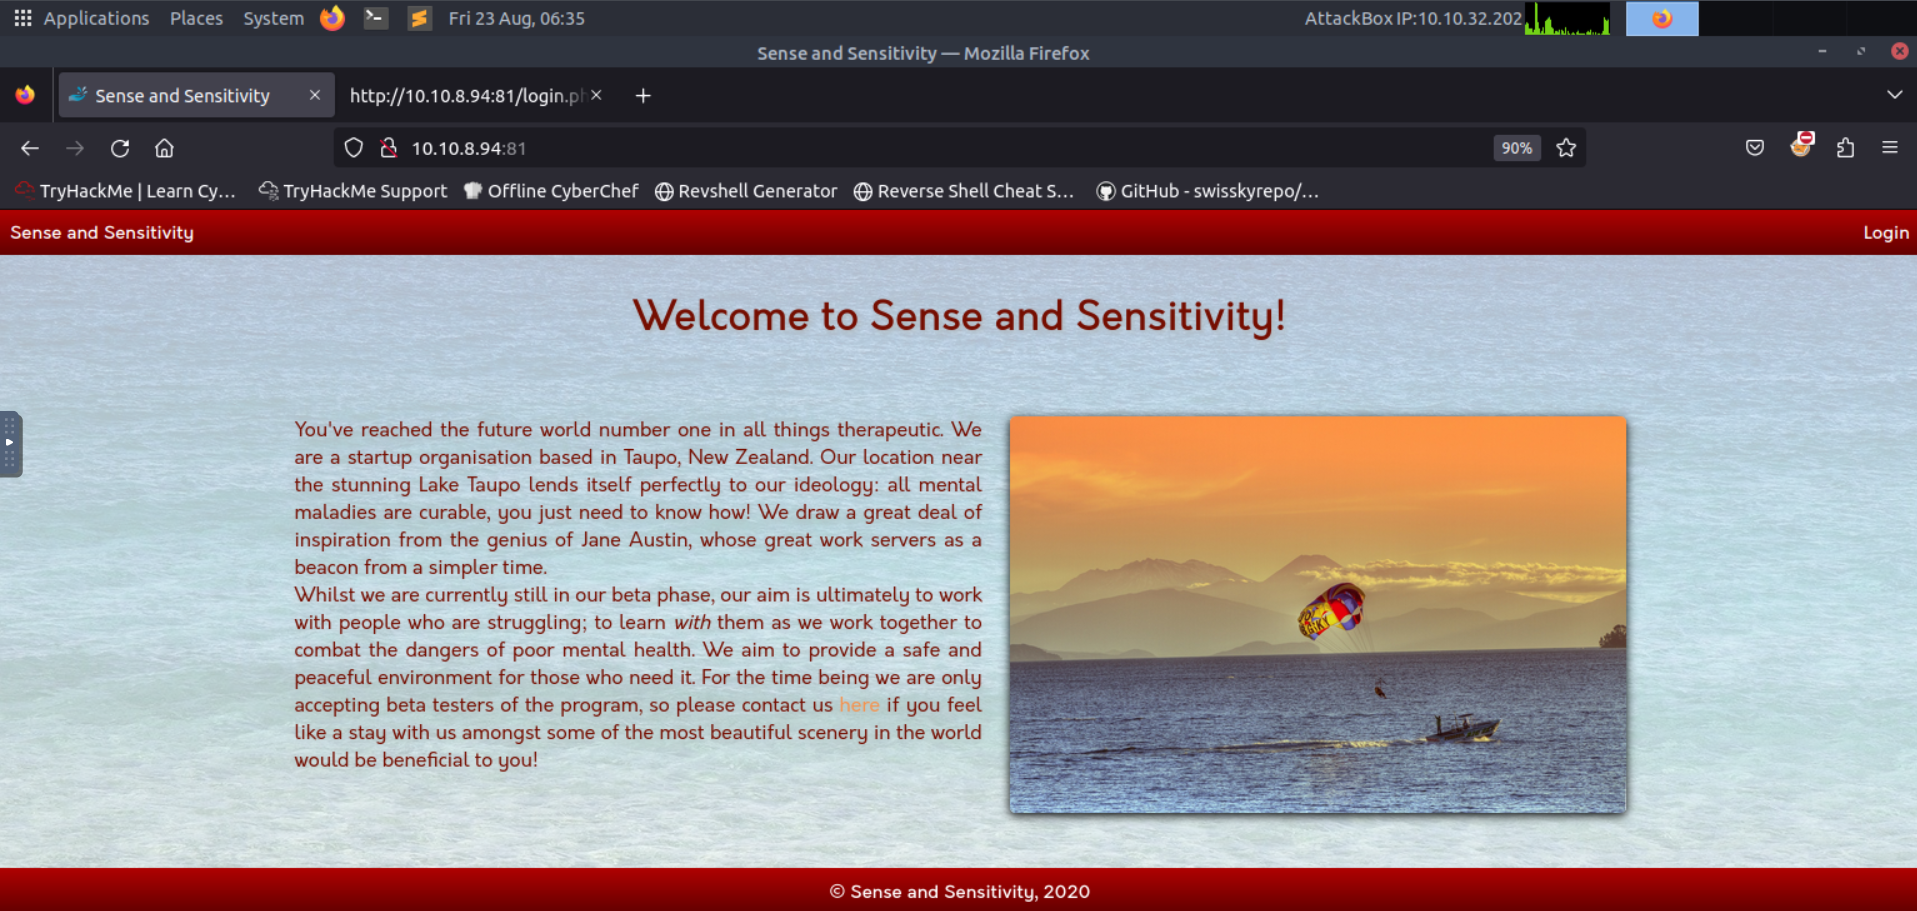 Applications Places System Fri 23 Aug, 06:35 AttackBox IP:10.10.32.202
Sense and Sensitivity — Mozilla Firefox
Sense and Sensitivity http://10.10.8.94:81/login.ph
10.10.8.94:81 90%
TryHackMe | Learn Cy... TryHackMe Support Offline CyberChef Revshell Generator Reverse Shell Cheat S... GitHub - swisskyrepo/...
Sense and Sensitivity Login
Welcome to Sense and Sensitivity!
You've reached the future world number one in all things therapeutic. We
are a startup organisation based in Taupo, New Zealand. Our location near
the stunning Lake Taupo lends itself perfectly to our ideology: all mental
maladies are curable, you just need to know how! We draw a great deal of
inspiration from the genius of Jane Austin, whose great work servers as a
beacon from a simpler time.
Whilst we are currently still in our beta phase, our aim is ultimately to work
with people who are struggling; to learn with them as we work together to
combat the dangers of poor mental health. We aim to provide a safe and
peaceful environment for those who need it. For the time being we are only
accepting beta testers of the program, so please contact us here if you feel
like a stay with us amongst some of the most beautiful scenery in the world
would be beneficial to you!
© Sense and Sensitivity, 2020